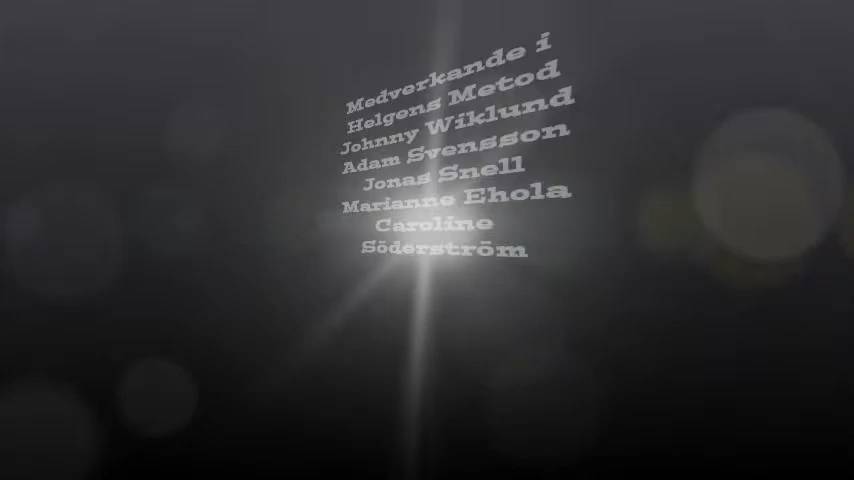 Medverkande i
Helgens Metod
Johnny Wiklund
Adam Svensson
Jonas Snell
Marianne Ehola
Caroline
Söderström